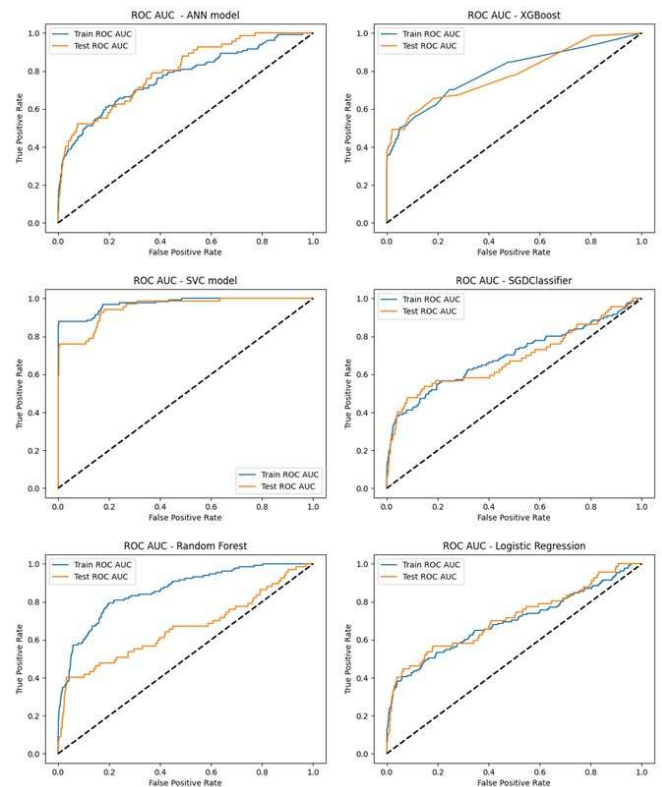 ROC AUC - ANN model
Train ROC AUC
Test ROC AUC
True Positive Rate
1.0
0.8
0.6
0.4
0.2
0.0
0.0 0.2 0.4 0.6 0.8 1.0
False Positive Rate
ROC AUC - XGBoost
Train ROC AUC
Test ROC AUC
True Positive Rate
1.0
0.8
0.6
0.4
0.2
0.0
0.0 0.2 0.4 0.6 0.8 1.0
False Positive Rate
ROC AUC - SVC model
True Positive Rate
1.0
0.8
0.6
0.4
0.2
0.0
Train ROC AUC
Test ROC AUC
0.0 0.2 0.4 0.6 0.8 1.0
False Positive Rate
ROC AUC - SGDClassifier
Train ROC AUC
Test ROC AUC
True Positive Rate
1.0
0.8
0.6
0.4
0.2
0.0
0.0 0.2 0.4 0.6 0.8 1.0
False Positive Rate
ROC AUC - Random Forest
Train ROC AUC
Test ROC AUC
True Positive Rate
1.0
0.8
0.6
0.4
0.2
0.0
0.0 0.2 0.4 0.6 0.8 1.0
False Positive Rate
ROC AUC - Logistic Regression
Train ROC AUC
Test ROC AUC
True Positive Rate
1.0
0.8
0.6
0.4
0.2
0.0
0.0 0.2 0.4 0.6 0.8 1.0
False Positive Rate